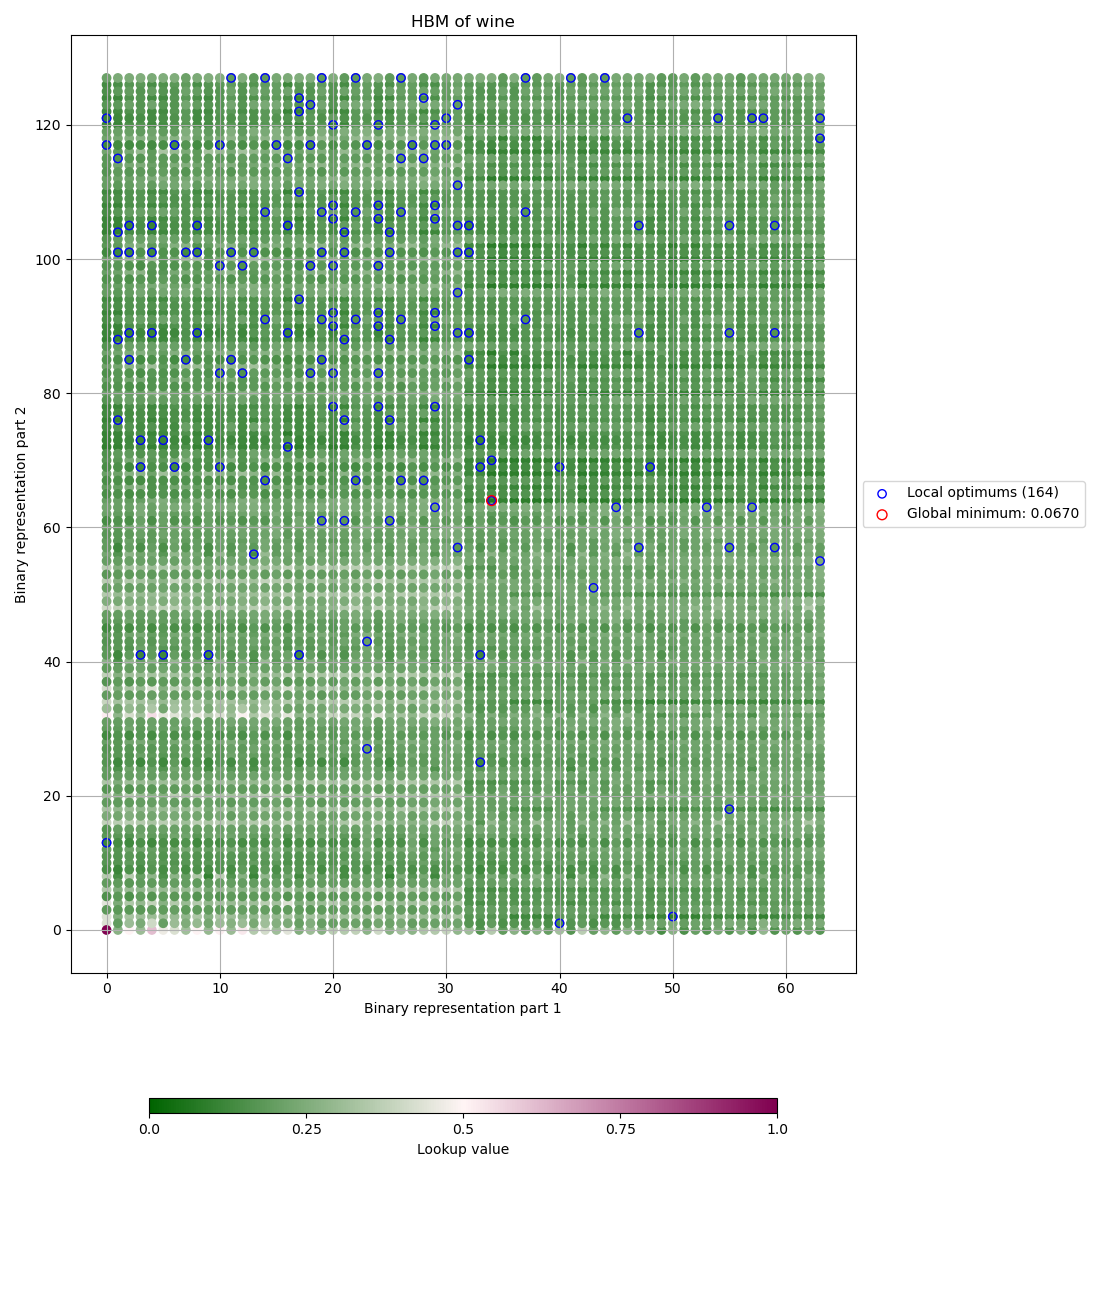 HBM of wine
120
100
80
60
40
20
0
Binary representation part 2
0 10 20 30 40 50 60
Binary representation part 1
Local optimums (164)
Global minimum: 0.0670
0.0 0.25 0.5 0.75 1.0
Lookup value